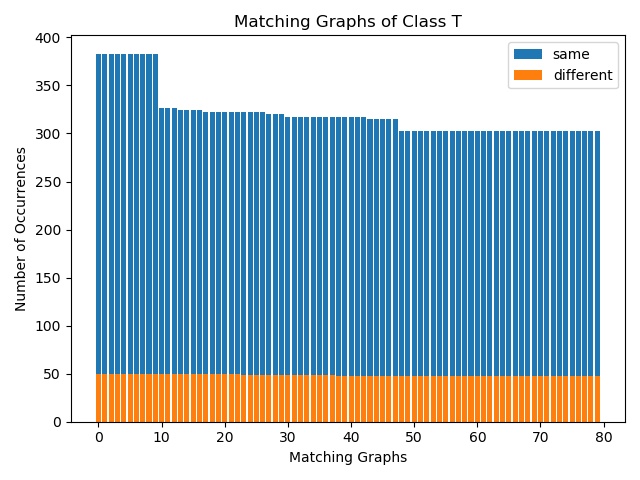 Matching Graphs of Class T
same
different
Number of Occurrences
400
350
300
250
200
150
100
50
0
0 10 20 30 40 50 60 70 80
Matching Graphs